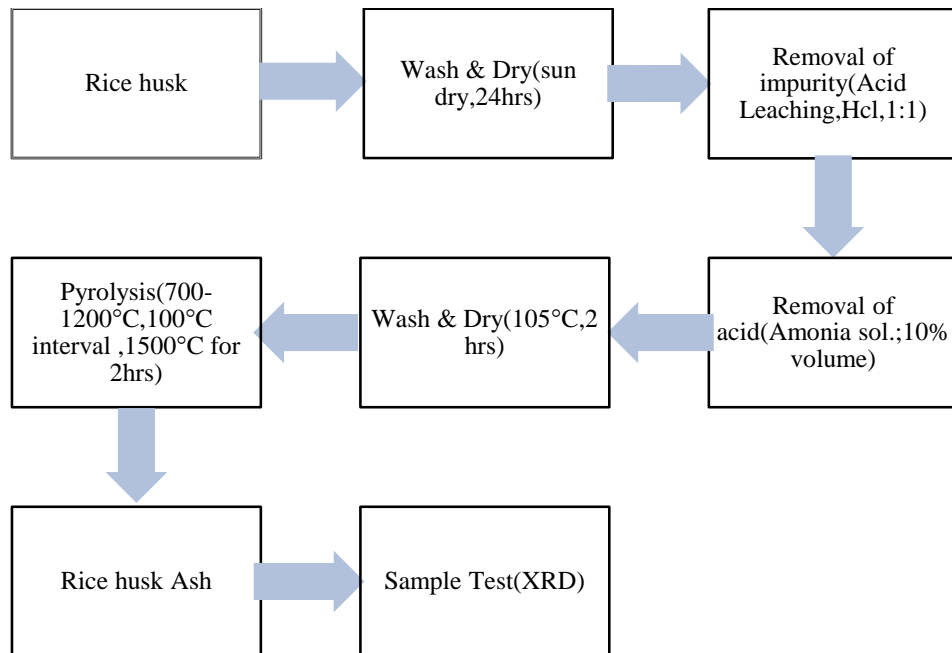 Rice husk
Wash & Dry(sun
dry,24hrs)
Removal of
impurity(Acid
Leaching,Hcl,1:1)
Removal of
acid(Amonia sol.;10%
volume)
Wash & Dry(105°C,2
hrs)
Pyrolysis(700-
1200°C,100°C
interval ,1500°C for
2hrs)
Rice husk Ash
Sample Test(XRD)